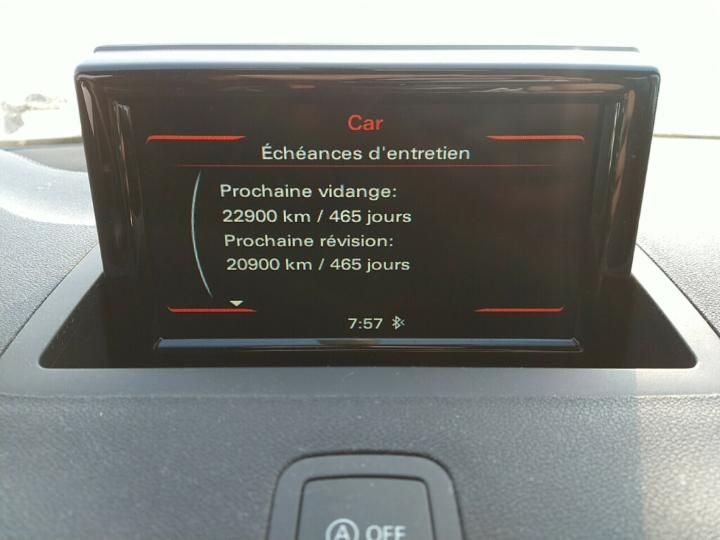 Car
Échéances d'entretien
Prochaine vidange:
22900 km / 465 jours
Prochaine révision:
20900 km / 465 jours
7:57
A OFF